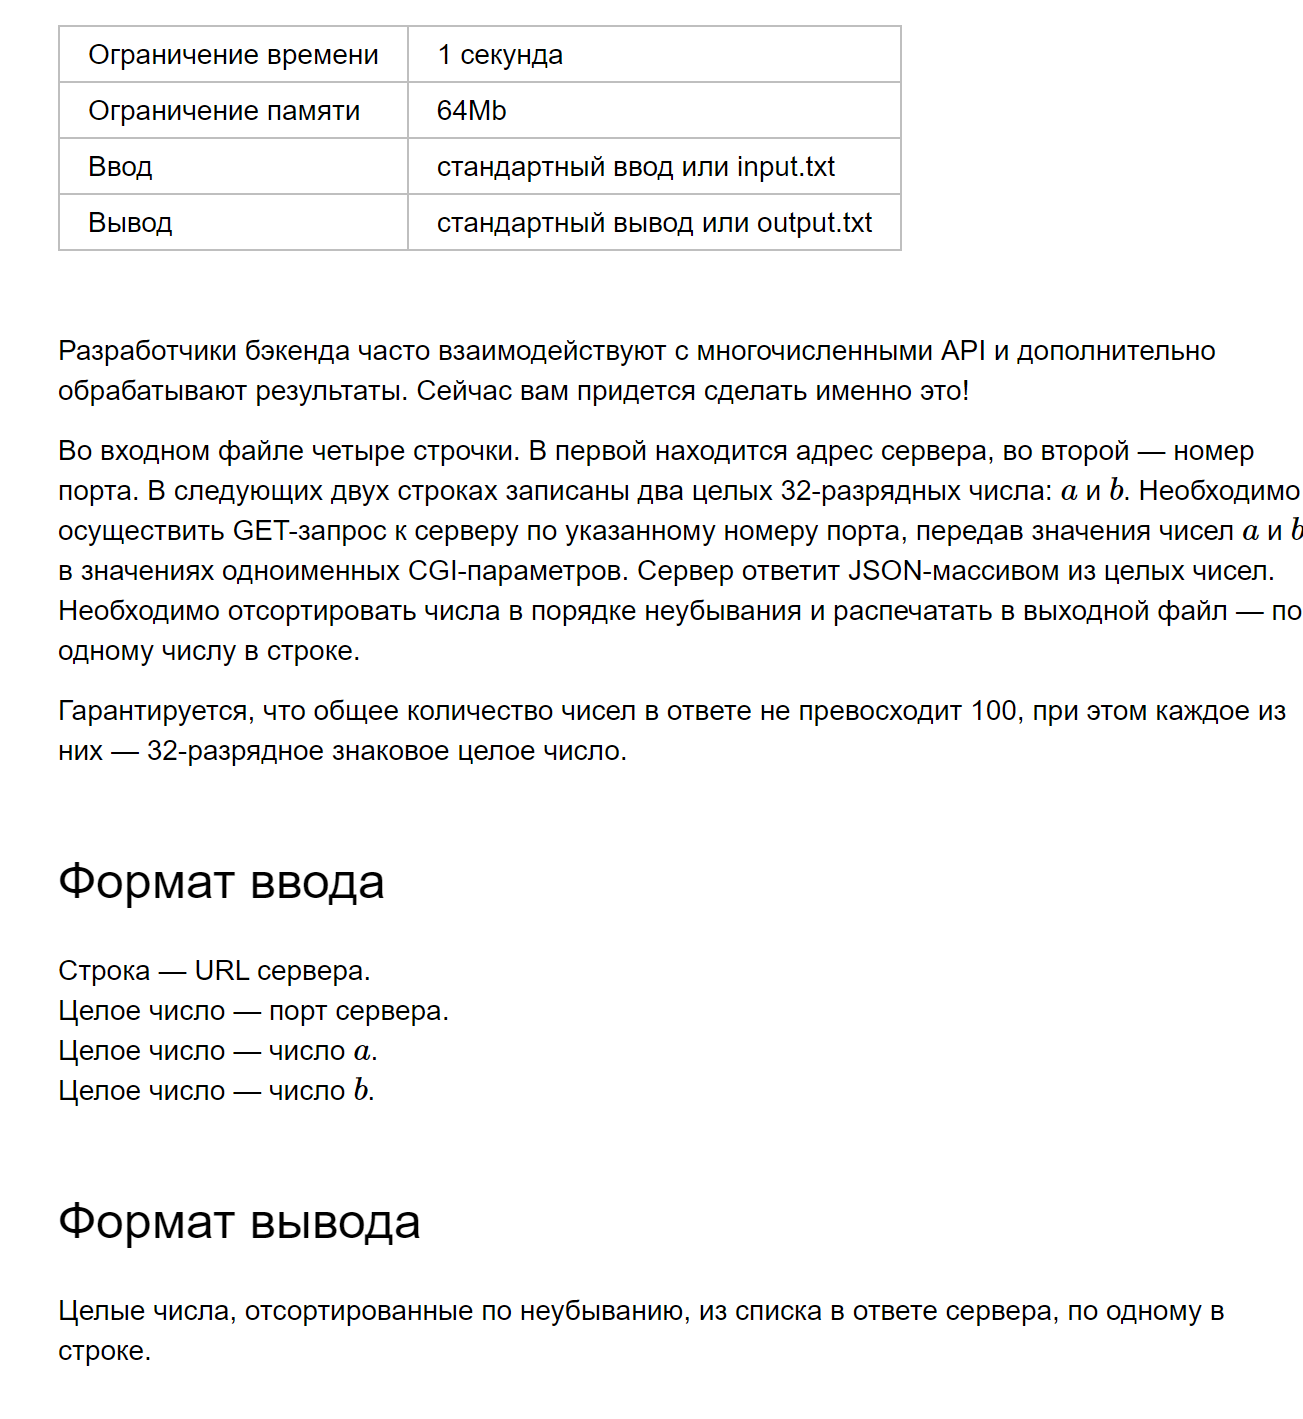 Ограничение времени 1 секунда
Ограничение памяти 64Mb
Ввод стандартный ввод или input.txt
Вывод стандартный вывод или output.txt
Разработчики бэкенда часто взаимодействуют с многочисленными API и дополнительно
обрабатывают результаты. Сейчас вам придется сделать именно это!
Во входном файле четыре строчки. В первой находится адрес сервера, во второй — номер
порта. В следующих двух строках записаны два целых 32-разрядных числа: a и b. Необходимо
осуществить GET-запрос к серверу по указанному номеру порта, передав значения чисел a и b
в значениях одноименных CGI-параметров. Сервер ответит JSON-массивом из целых чисел.
Необходимо отсортировать числа в порядке неубывания и распечатать в выходной файл — по
одному числу в строке.
Гарантируется, что общее количество чисел в ответе не превосходит 100, при этом каждое из
них — 32-разрядное знаковое целое число.
Формат ввода
Строка — URL сервера.
Целое число — порт сервера.
Целое число — число a.
Целое число — число b.
Формат вывода
Целые числа, отсортированные по неубыванию, из списка в ответе сервера, по одному в
строке.